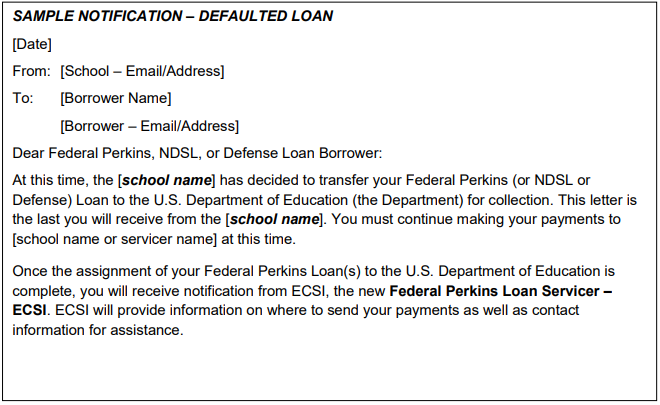 SAMPLE NOTIFICATION – DEFAULTED LOAN
[Date]
From: [School – Email/Address]
To: [Borrower Name]
[Borrower – Email/Address]
Dear Federal Perkins, NDSL, or Defense Loan Borrower:
At this time, the [school name] has decided to transfer your Federal Perkins (or NDSL or
Defense) Loan to the U.S. Department of Education (the Department) for collection. This letter is
the last you will receive from the [school name]. You must continue making your payments to
[school name or servicer name] at this time.
Once the assignment of your Federal Perkins Loan(s) to the U.S. Department of Education is
complete, you will receive notification from ECSI, the new Federal Perkins Loan Servicer –
ECSI. ECSI will provide information on where to send your payments as well as contact
information for assistance.